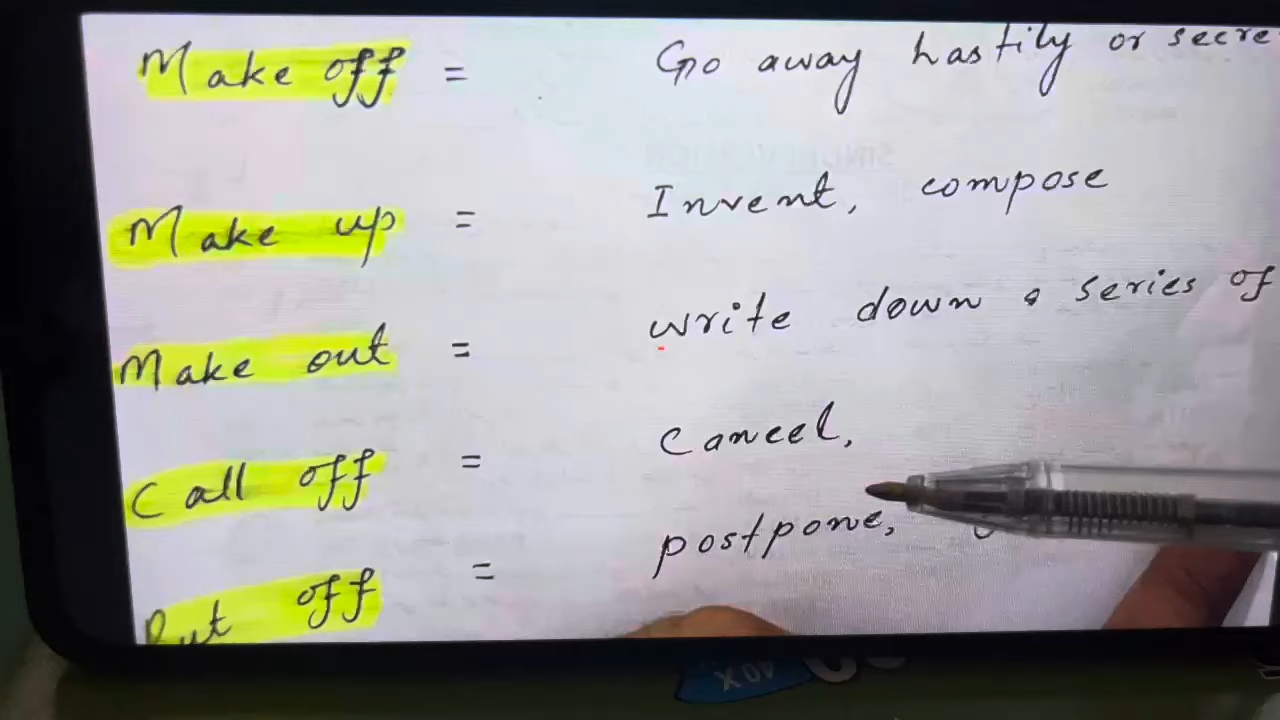 Make off = Go away hastily or secre
Make up = Invent, compose
Make out = write down a series of
Call off = Cancel,
Put off = postpone,
40X